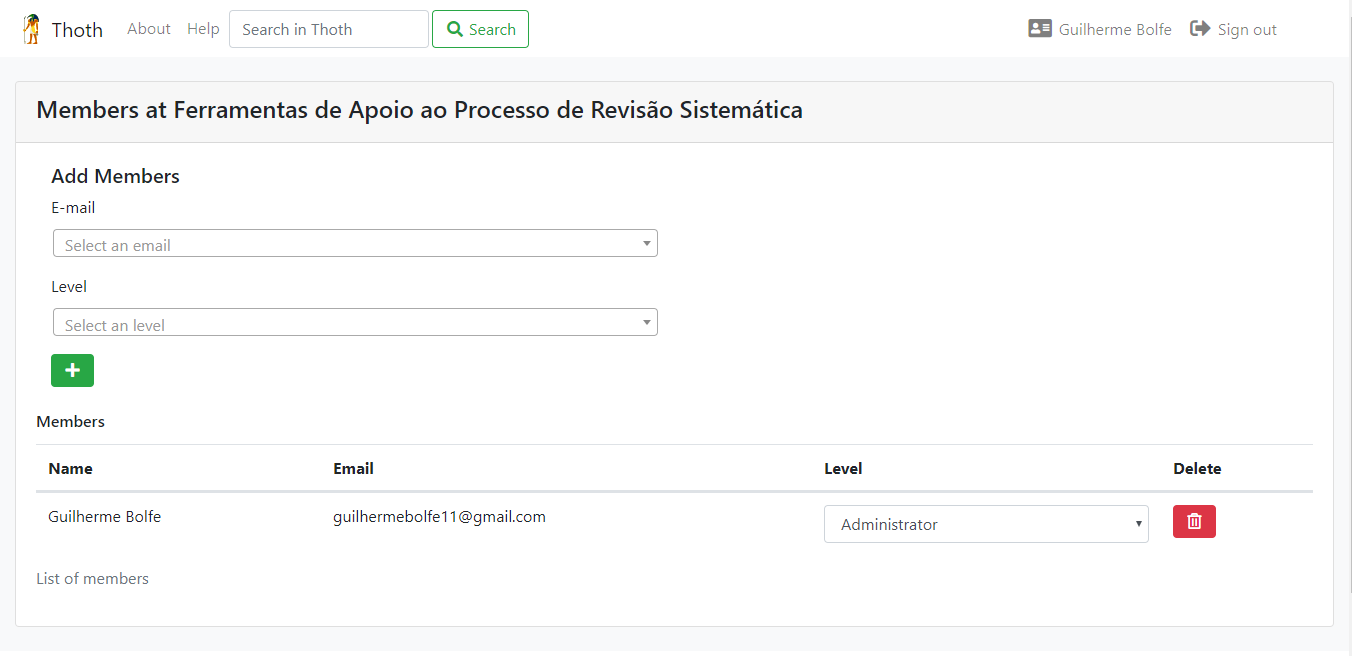 Thoth About Help Search in Thoth Search Guilherme Bolfe Sign out
Members at Ferramentas de Apoio ao Processo de Revisão Sistemática
Add Members
E-mail
Select an email
Level
Select an level
Members
Name Email Level Delete
Guilherme Bolfe guilhermebolfe11@gmail.com Administrator
List of members